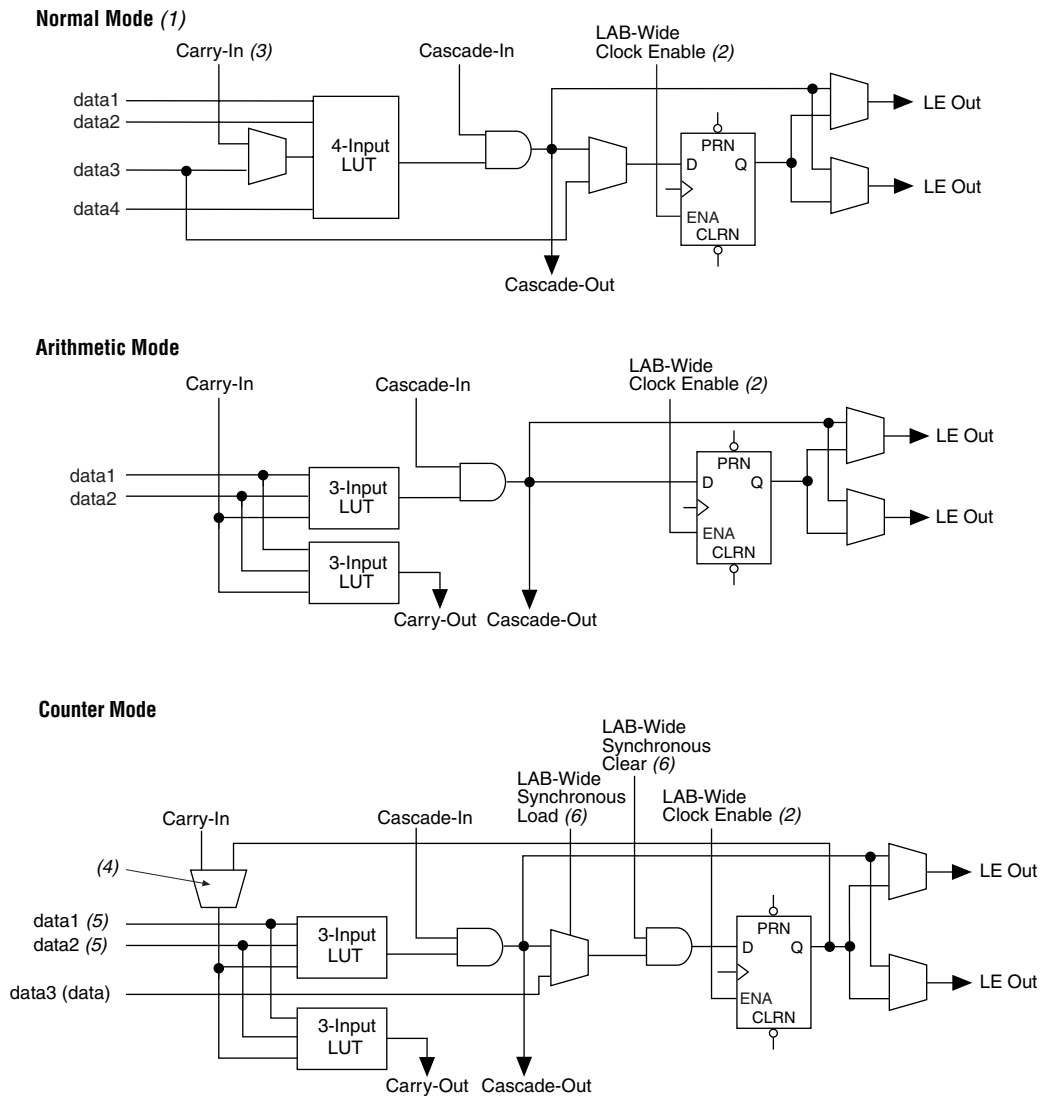 Normal Mode (1)
Carry-In (3)
Cascade-In
LAB-Wide
Clock Enable (2)
data1
data2
data3
data4
4-Input
LUT
PRN
D
Q
ENA
CLRN
LE Out
LE Out
Cascade-Out
Arithmetic Mode
Carry-In
Cascade-In
LAB-Wide
Clock Enable (2)
data1
data2
3-Input
LUT
3-Input
LUT
PRN
D
Q
ENA
CLRN
LE Out
LE Out
Carry-Out
Cascade-Out
Counter Mode
Carry-In
(4)
Cascade-In
LAB-Wide
Synchronous
Load (6)
LAB-Wide
Synchronous
Clear (6)
LAB-Wide
Clock Enable (2)
data1 (5)
data2 (5)
data3 (data)
3-Input
LUT
3-Input
LUT
PRN
D
Q
ENA
CLRN
LE Out
LE Out
Carry-Out
Cascade-Out